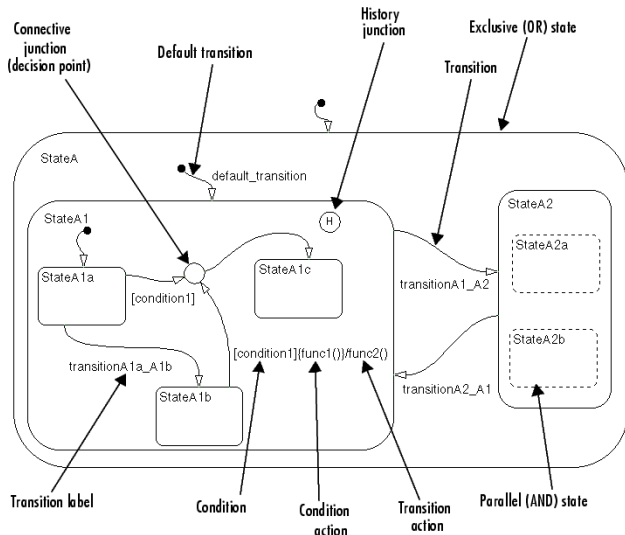 Connective
junction
(decision point)
Default transition
History
junction
Exclusive (OR) state
Transition
StateA
default_transition
StateA1
H
StateA2
StateA2a
StateA1a
StateA1c
[condition1]
transitionA1_A2
StateA2b
[condition1]{func1()}/func2()
transitionA1a_A1b
transitionA2_A1
StateA1b
Transition label
Condition
Condition
action
Transition
action
Parallel (AND) state